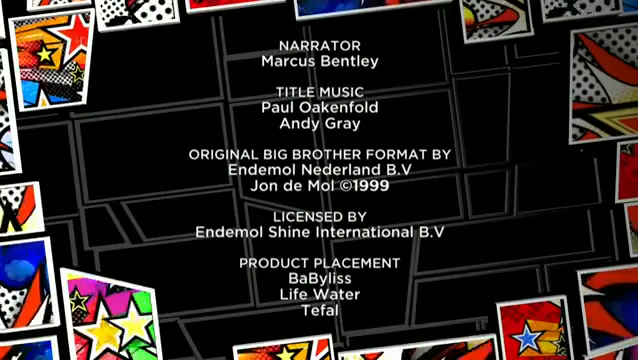 NARRATOR
Marcus Bentley
TITLE MUSIC
Paul Oakenfold
Andy Gray
ORIGINAL BIG BROTHER FORMAT BY
Endemol Nederland B.V
Jon de Mol ©1999
LICENSED BY
Endemol Shine International B.V
PRODUCT PLACEMENT
BaByliss
Life Water
Tefal